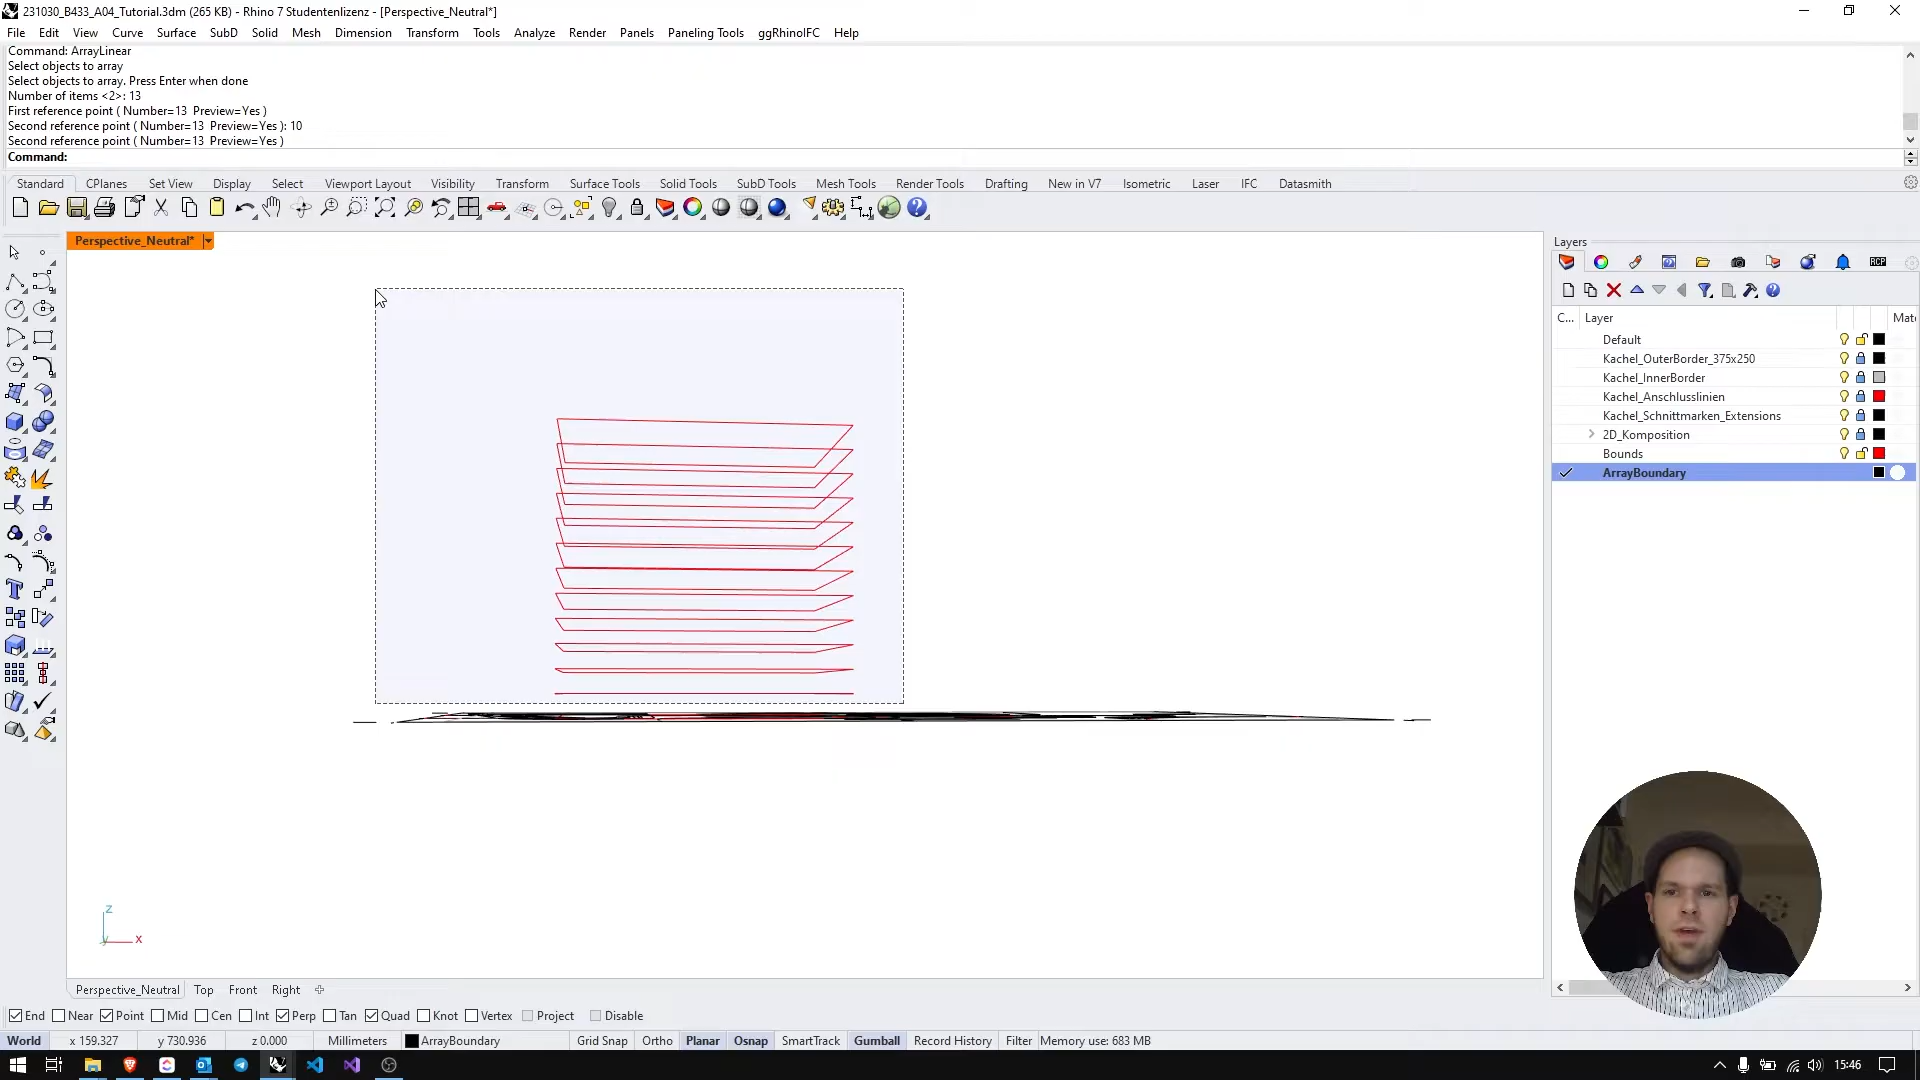 231030_B433_A04_Tutorial.3dm (265 KB) - Rhino 7 Studentenlizenz - [Perspective_Neutral*]
File Edit View Curve Surface SubD Solid Mesh Dimension Transform Tools Analyze Render Panels Paneling Tools ggRhinoIFC Help
Command: ArrayLinear
Select objects to array
Select objects to array. Press Enter when done
Number of items <2>: 13
First reference point ( Number=13 Preview=Yes )
Second reference point ( Number=13 Preview=Yes ): 10
Second reference point ( Number=13 Preview=Yes )
Command:
Standard CPlanes Set View Display Select Viewport Layout Visibility Transform Surface Tools Solid Tools SubD Tools Mesh Tools Render Tools Drafting New in V7 Isometric Laser IFC Datasmith
Perspective_Neutral*
Layers
RCP
C... Layer Mate
Default
Kachel_OuterBorder_375x250
Kachel_InnerBorder
Kachel_Anschlusslinien
Kachel_Schnittmarken_Extensions
2D_Komposition
Bounds
ArrayBoundary
z
y x
Perspective_Neutral Top Front Right
End Near Point Mid Cen Int Perp Tan Quad Knot Vertex Project Disable
World x 159.327 y 730.936 z 0.000 Millimeters ArrayBoundary Grid Snap Ortho Planar Osnap SmartTrack Gumball Record History Filter Memory use: 683 MB
15:46